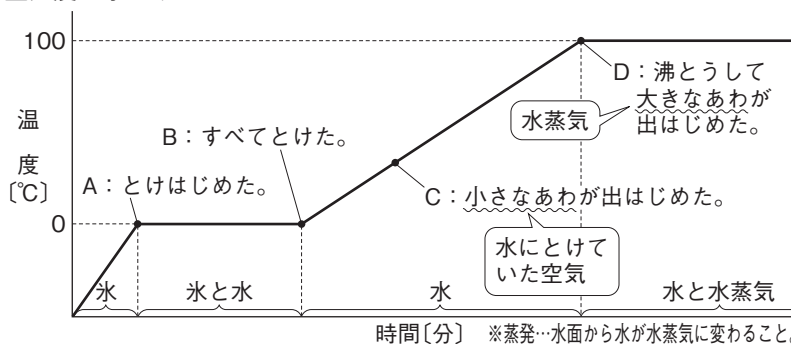 100
D：沸とうして
大きなあわが
出はじめた。
水蒸気
温
度
〔℃〕
B：すべてとけた。
A：とけはじめた。
C：小さなあわが出はじめた。
0
水にとけて
いた空気
氷
氷と水
水
水と水蒸気
時間〔分〕 ※蒸発…水面から水が水蒸気に変わること。